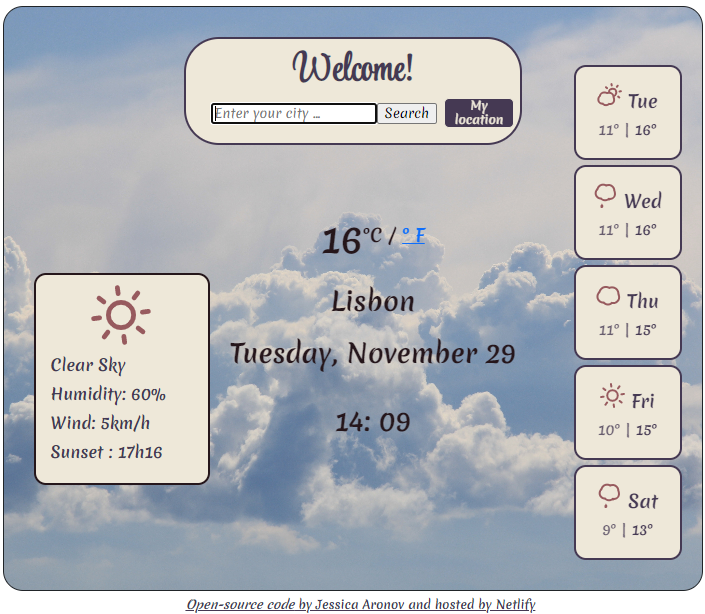 Welcome!
Enter your city ...
Search
My
location
16°C / ° F
Lisbon
Tuesday, November 29
14: 09
Clear Sky
Humidity: 60%
Wind: 5km/h
Sunset : 17h16
Tue
11° | 16°
Wed
11° | 16°
Thu
11° | 15°
Fri
10° | 15°
Sat
9° | 13°
Open-source code by Jessica Aronov and hosted by Netlify